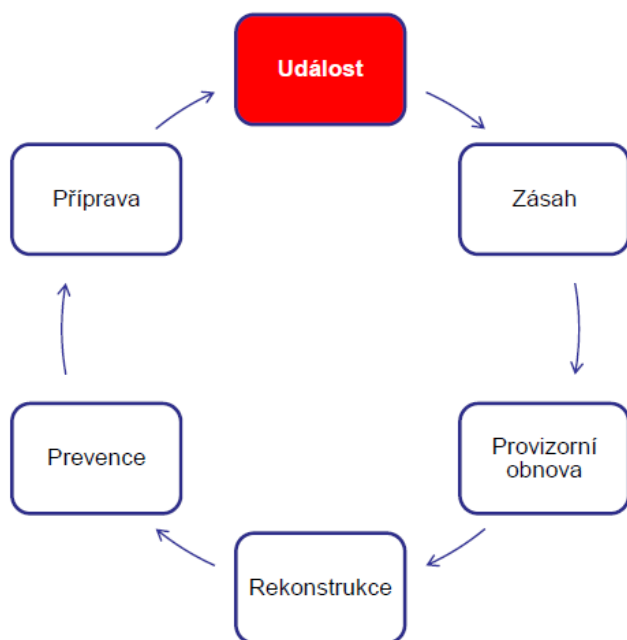 Událost
Příprava
Zásah
Prevence
Provizorní
obnova
Rekonstrukce